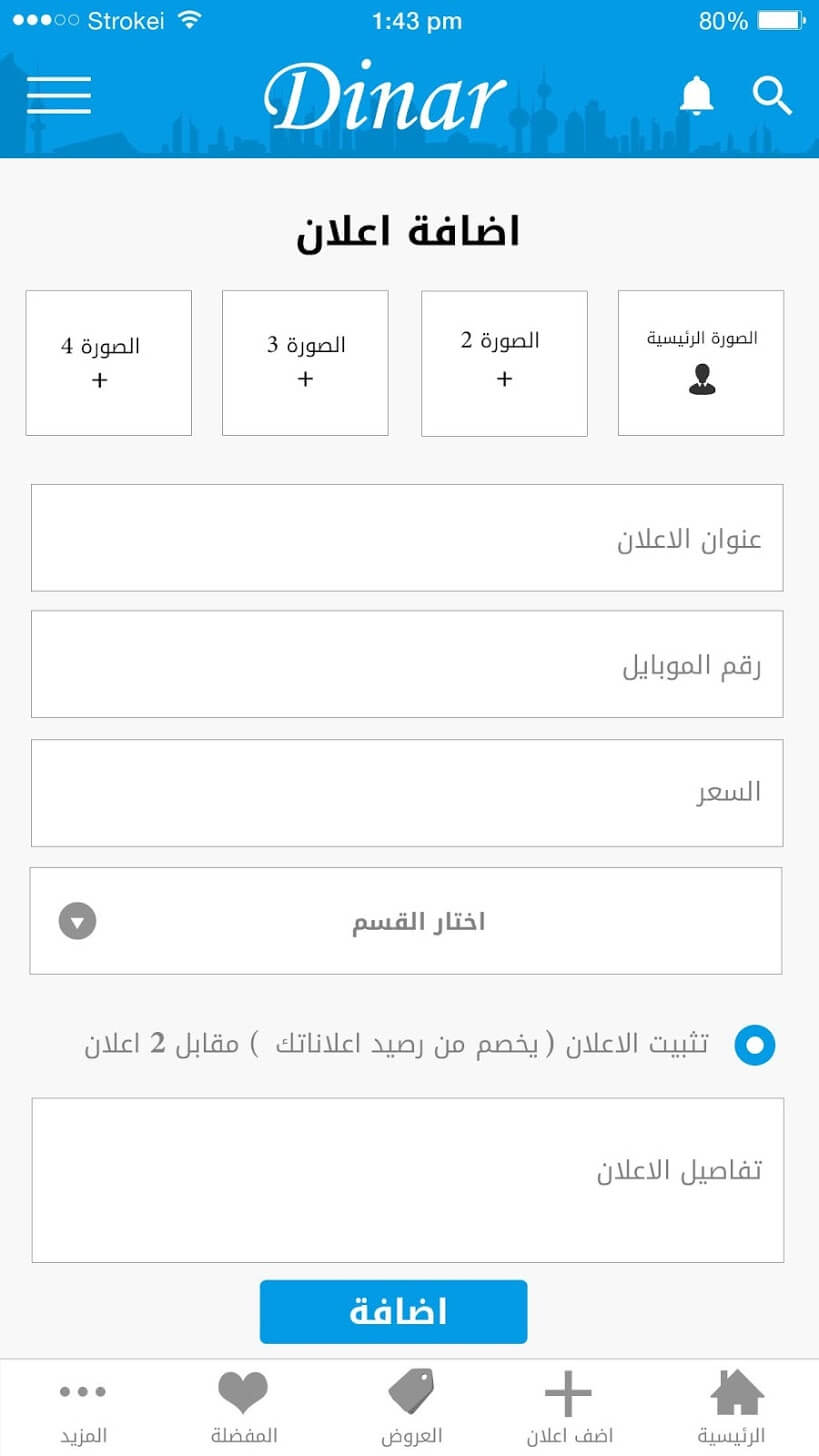 Strokei 1:43 pm 80%
Dinar
اضافة اعلان
الصورة الرئيسية
الصورة 2
+
الصورة 3
+
الصورة 4
+
عنوان الاعلان
رقم الموبايل
السعر
اختار القسم
تثبيت الاعلان ( يخصم من رصيد اعلاناتك ) مقابل 2 اعلان
تفاصيل الاعلان
اضافة
الرئيسية
اضف اعلان
العروض
المفضلة
المزيد